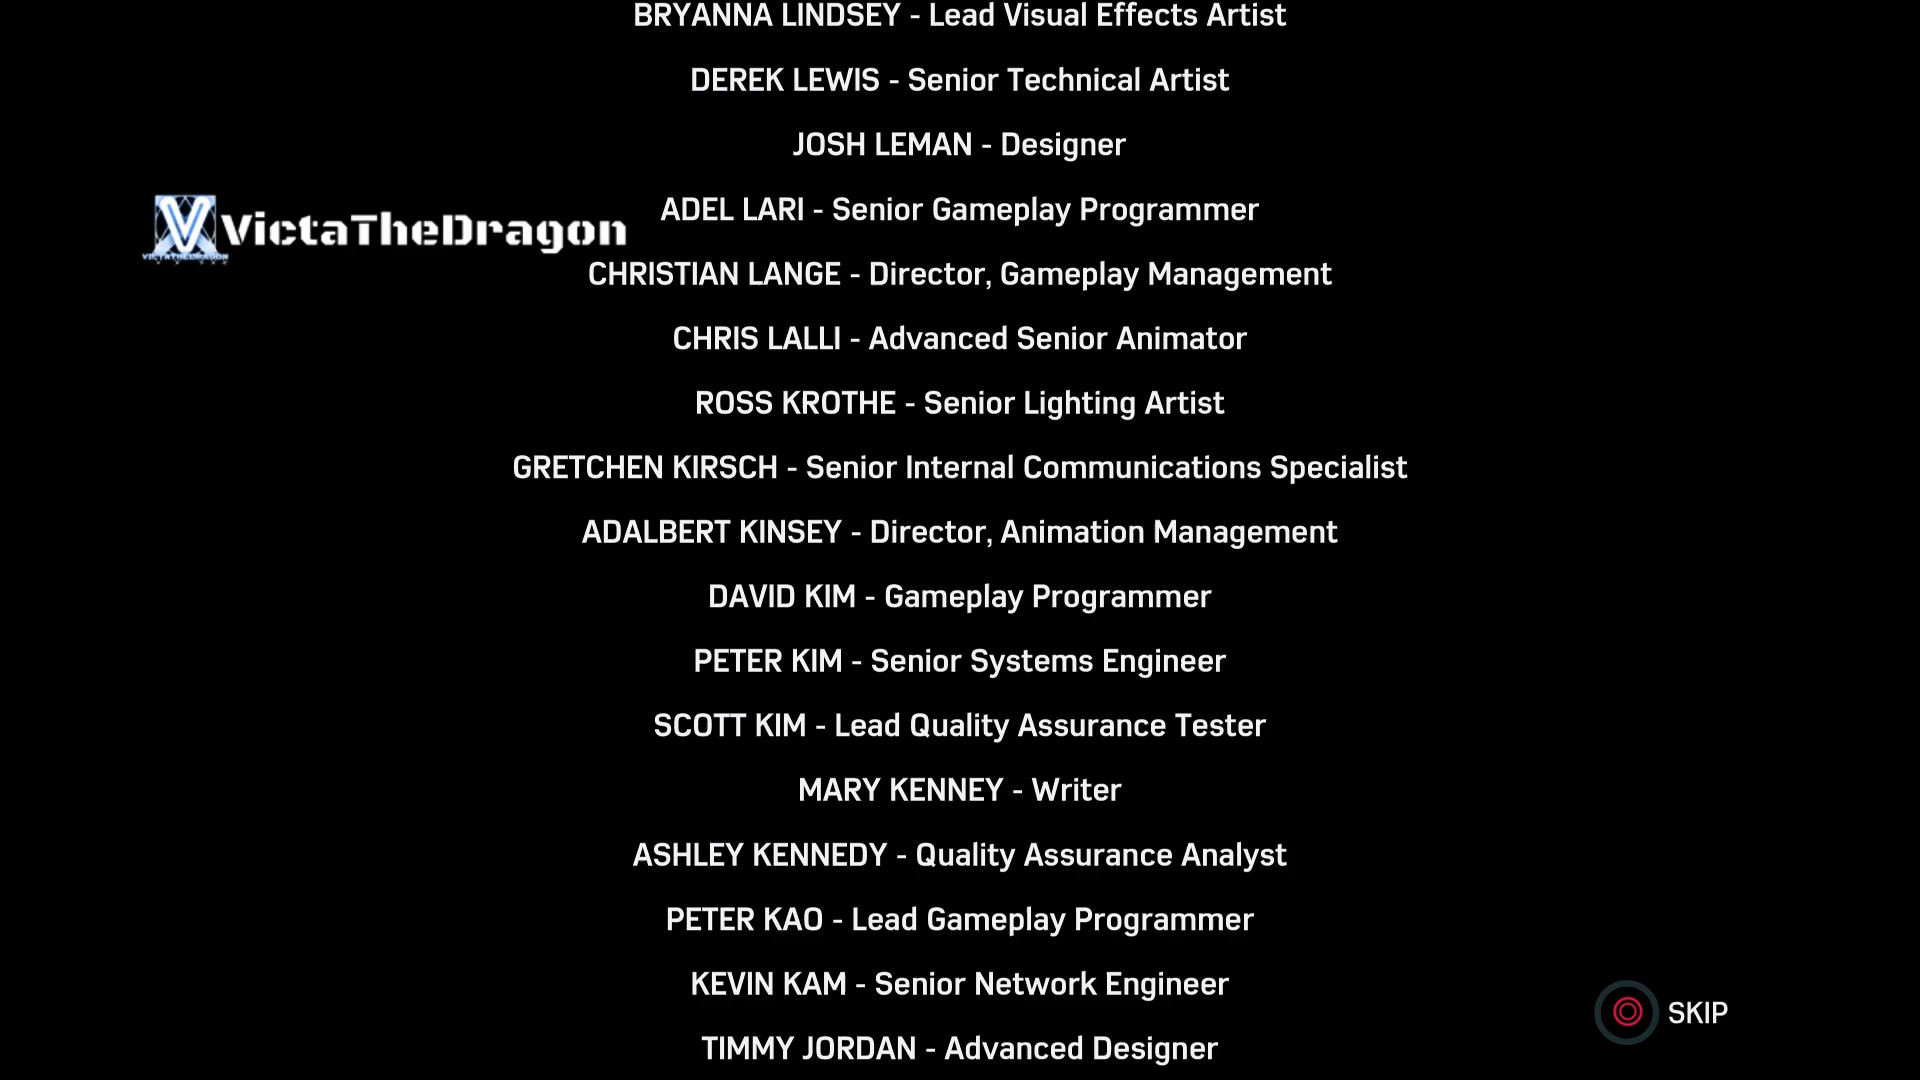 BRYANNA LINDSEY - Lead Visual Effects Artist
DEREK LEWIS - Senior Technical Artist
JOSH LEMAN - Designer
VictaTheDragon
VICTATHEDRAGON
ADEL LARI - Senior Gameplay Programmer
CHRISTIAN LANGE - Director, Gameplay Management
CHRIS LALLI - Advanced Senior Animator
ROSS KROTHE - Senior Lighting Artist
GRETCHEN KIRSCH - Senior Internal Communications Specialist
ADALBERT KINSEY - Director, Animation Management
DAVID KIM - Gameplay Programmer
PETER KIM - Senior Systems Engineer
SCOTT KIM - Lead Quality Assurance Tester
MARY KENNEY - Writer
ASHLEY KENNEDY - Quality Assurance Analyst
PETER KAO - Lead Gameplay Programmer
KEVIN KAM - Senior Network Engineer
SKIP
TIMMY JORDAN - Advanced Designer